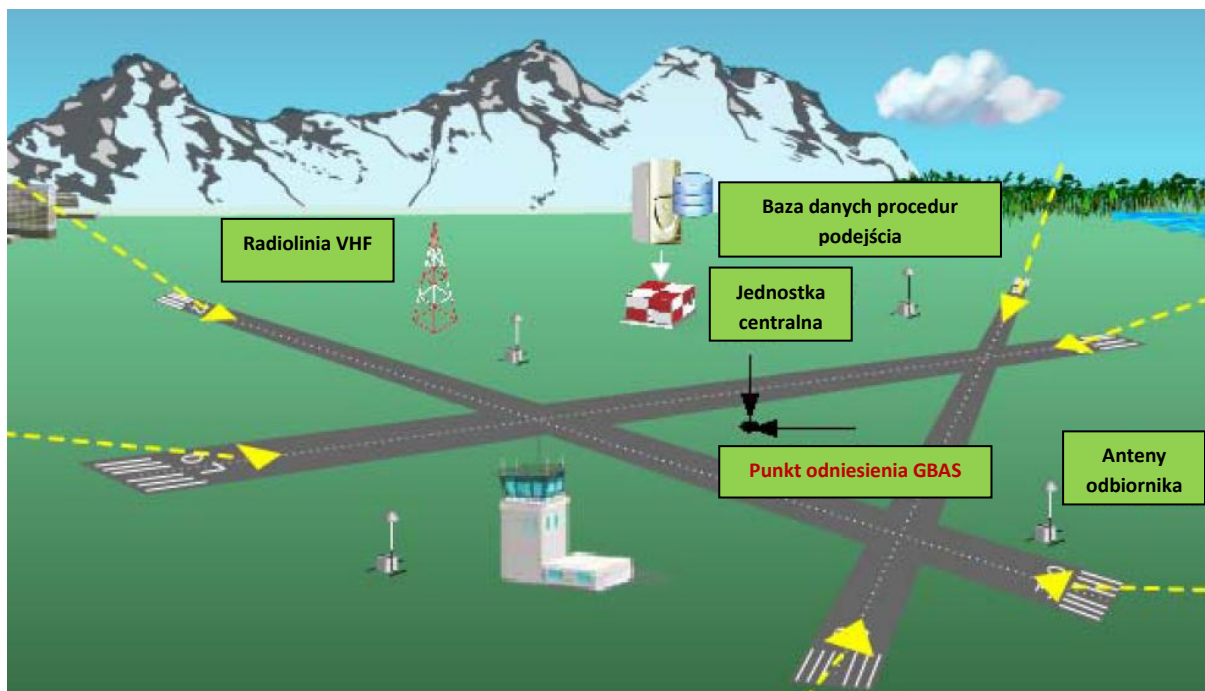 Baza danych procedur
podejścia
Radiolinia VHF
Jednostka
centralna
Punkt odniesienia GBAS
Anteny
odbiornika